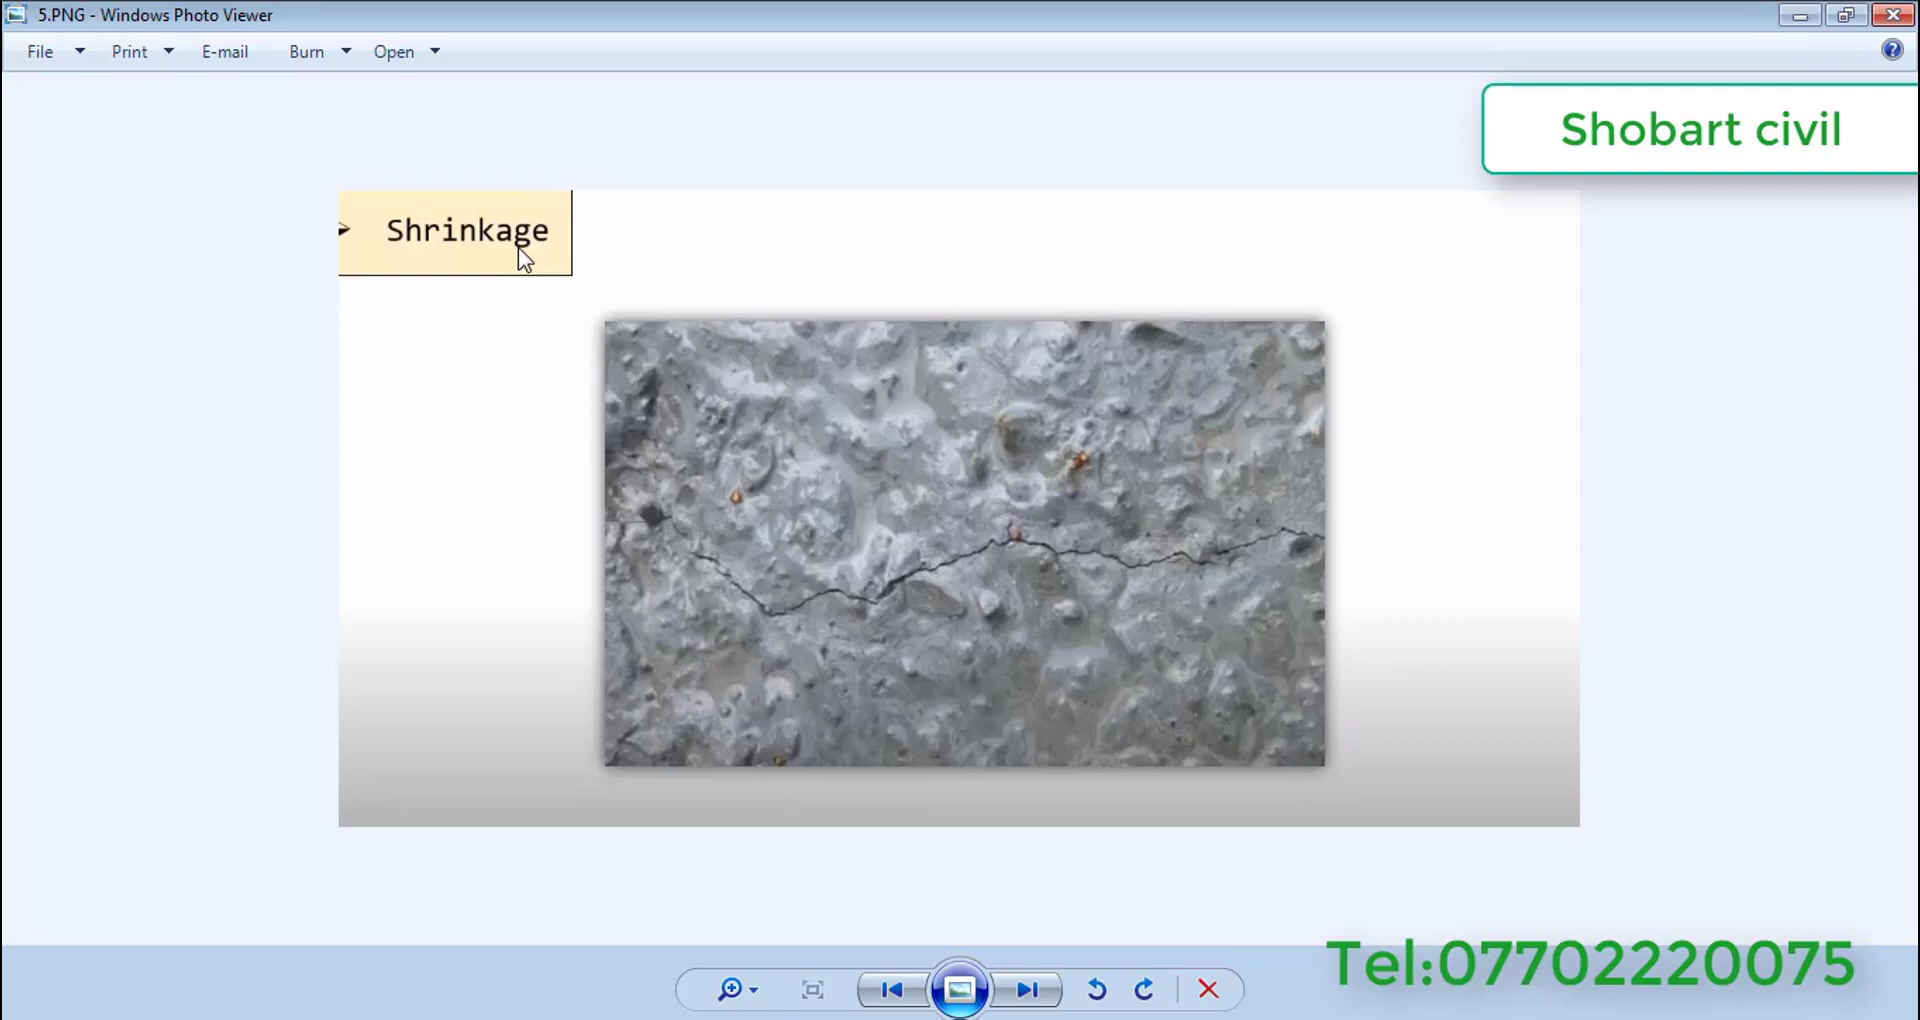 5.PNG - Windows Photo Viewer
File Print E-mail Burn Open
Shobart civil
➢ Shrinkage
Tel:07702220075